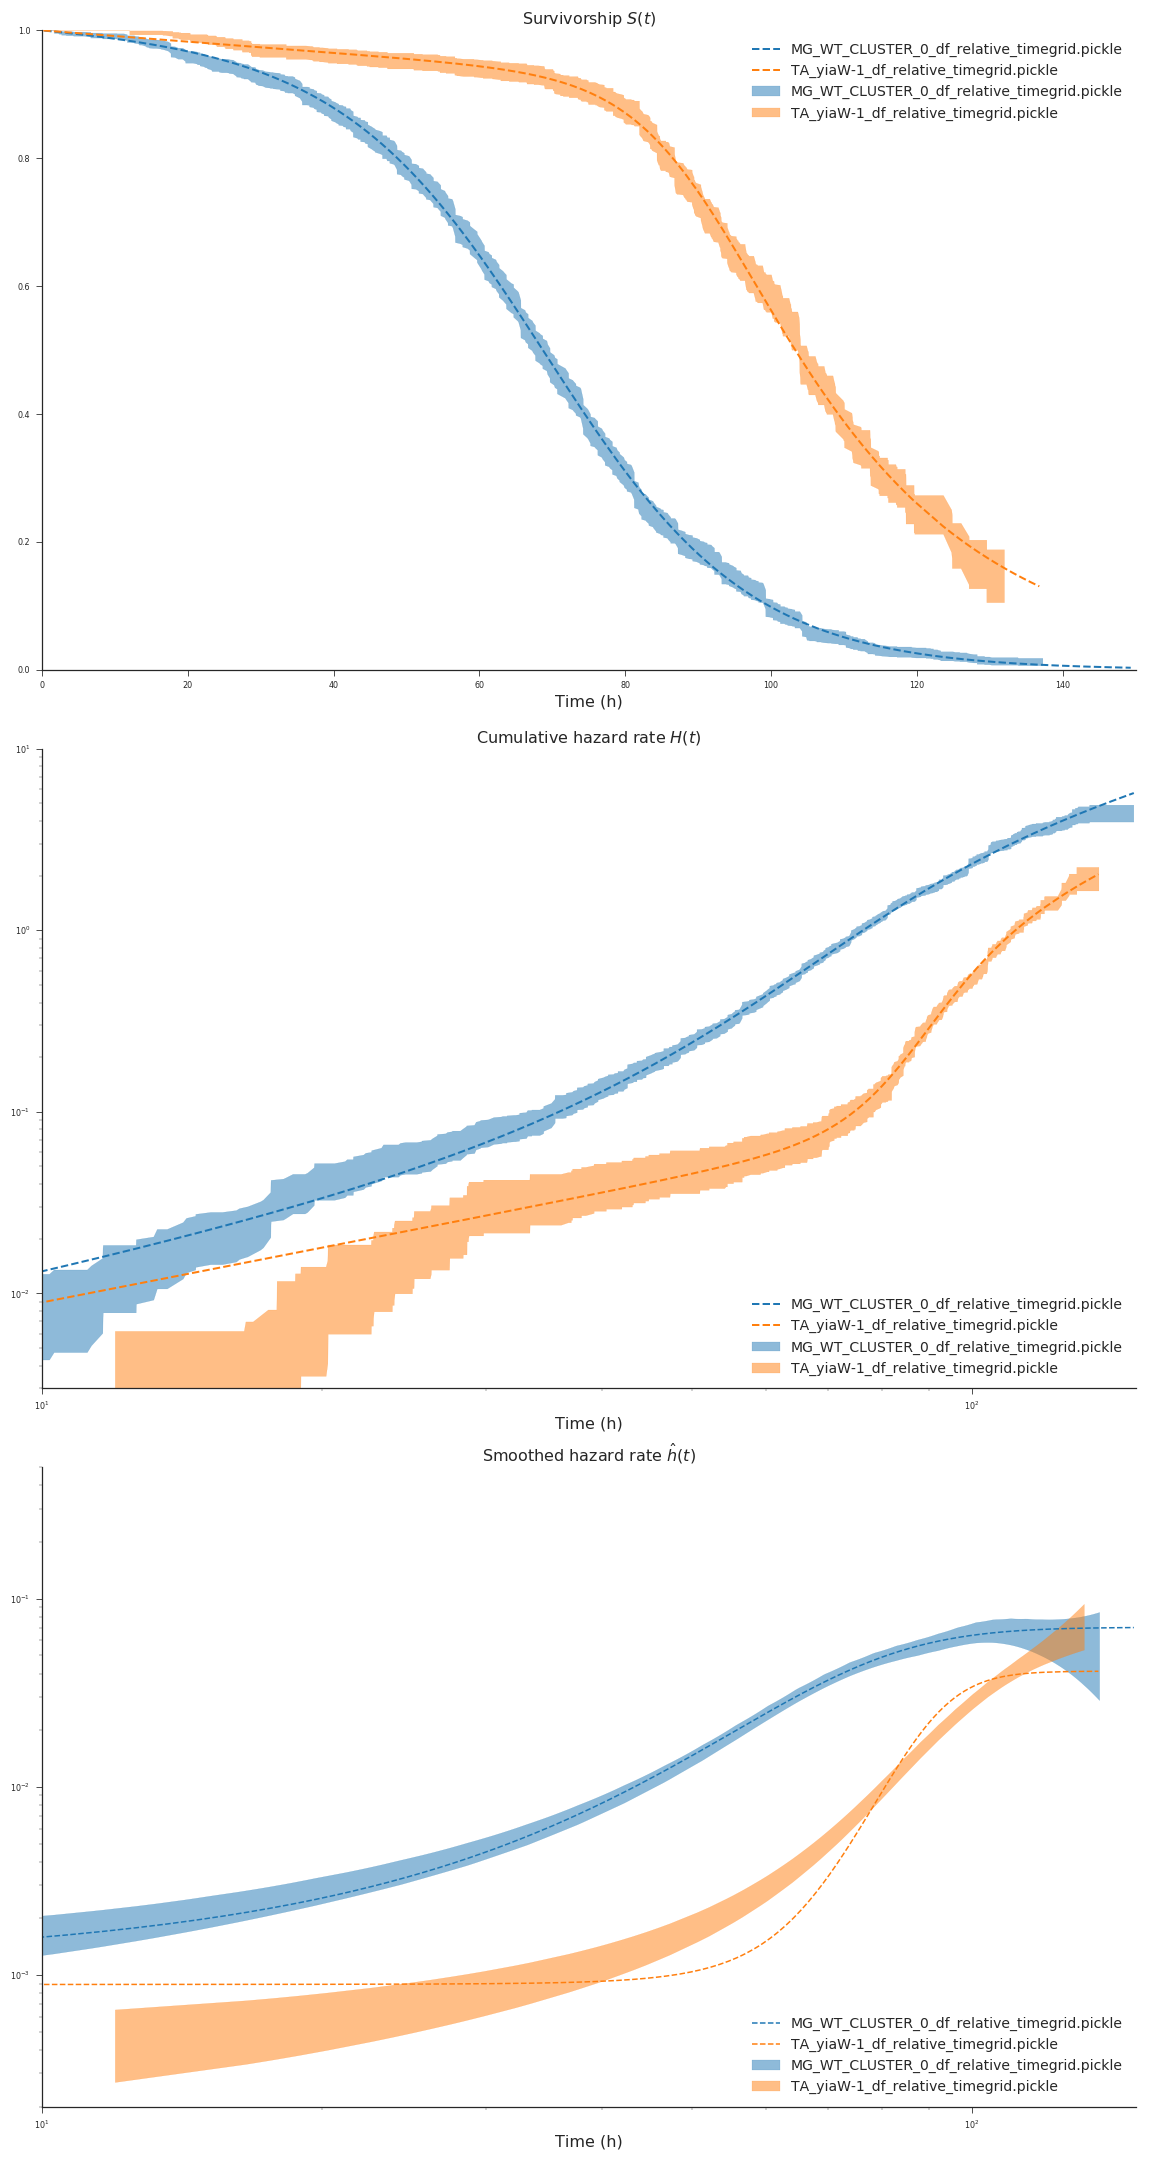 Survivorship S(t)
MG_WT_CLUSTER_0_df_relative_timegrid.pickle
TA_yiaW-1_df_relative_timegrid.pickle
MG_WT_CLUSTER_0_df_relative_timegrid.pickle
TA_yiaW-1_df_relative_timegrid.pickle
1.0
0.8
0.6
0.4
0.2
0.0
0 20 40 60 80 100 120 140
Time (h)
Cumulative hazard rate H(t)
10¹
10⁰
10⁻¹
10⁻²
MG_WT_CLUSTER_0_df_relative_timegrid.pickle
TA_yiaW-1_df_relative_timegrid.pickle
MG_WT_CLUSTER_0_df_relative_timegrid.pickle
TA_yiaW-1_df_relative_timegrid.pickle
10¹ 10²
Time (h)
Smoothed hazard rate ĥ(t)
10⁻¹
10⁻²
10⁻³
MG_WT_CLUSTER_0_df_relative_timegrid.pickle
TA_yiaW-1_df_relative_timegrid.pickle
MG_WT_CLUSTER_0_df_relative_timegrid.pickle
TA_yiaW-1_df_relative_timegrid.pickle
10¹ 10²
Time (h)